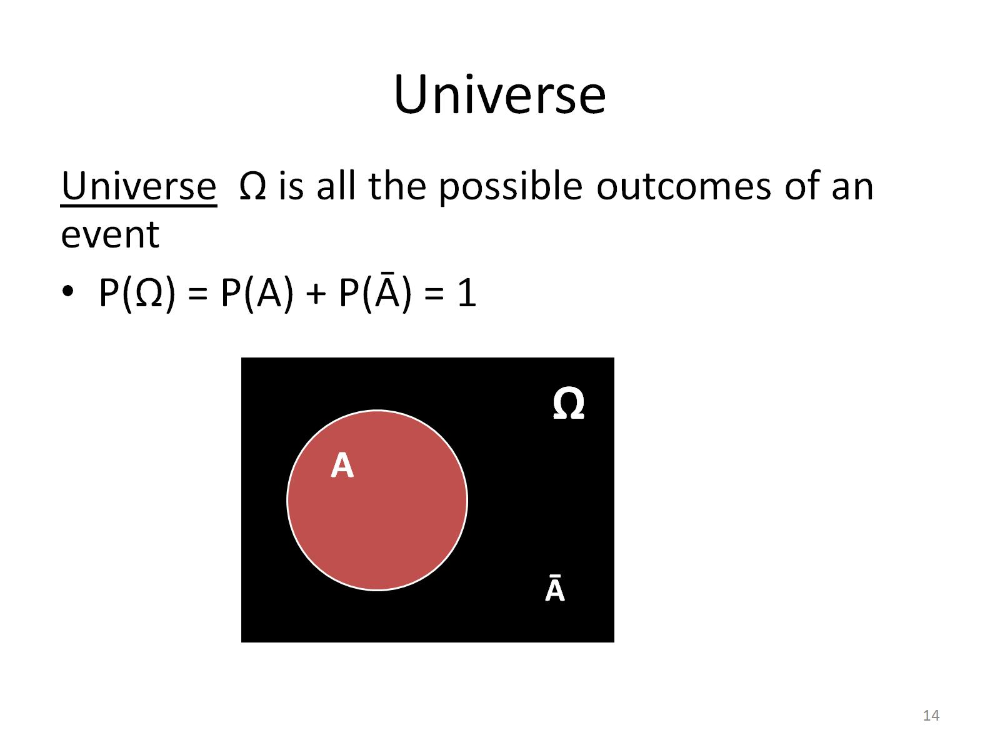 Universe
Universe  Ω is all the possible outcomes of an
event
• P(Ω) = P(A) + P(Ā) = 1
Ω
A
Ā
14